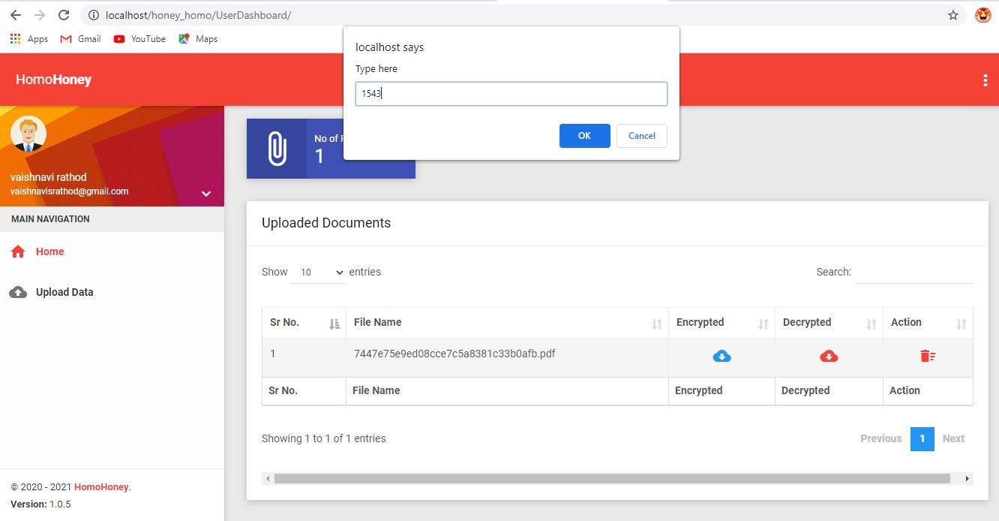 localhost/honey_homo/UserDashboard/
Apps Gmail YouTube Maps
localhost says
Type here
1543
OK Cancel
HomoHoney
vaishnavi rathod
vaishnavisrathod@gmail.com
MAIN NAVIGATION
Home
Upload Data
© 2020 - 2021 HomoHoney.
Version: 1.0.5
No of
1
Uploaded Documents
Show 10 entries Search:
Sr No. File Name Encrypted Decrypted Action
1 7447e75e9ed08cce7c5a8381c33b0afb.pdf
Sr No. File Name Encrypted Decrypted Action
Showing 1 to 1 of 1 entries Previous 1 Next